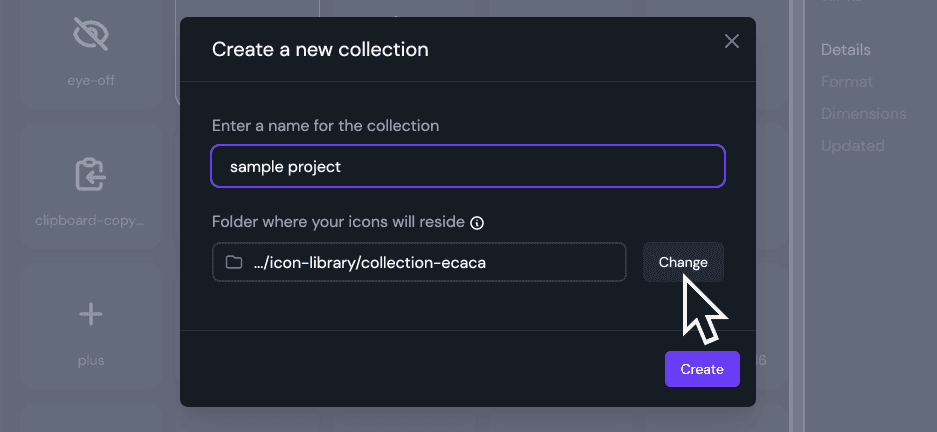 Create a new collection
Enter a name for the collection
sample project
Folder where your icons will reside
.../icon-library/collection-ecaca
Change
Create
eye-off
clipboard-copy...
plus
16
Details
Format
Dimensions
Updated